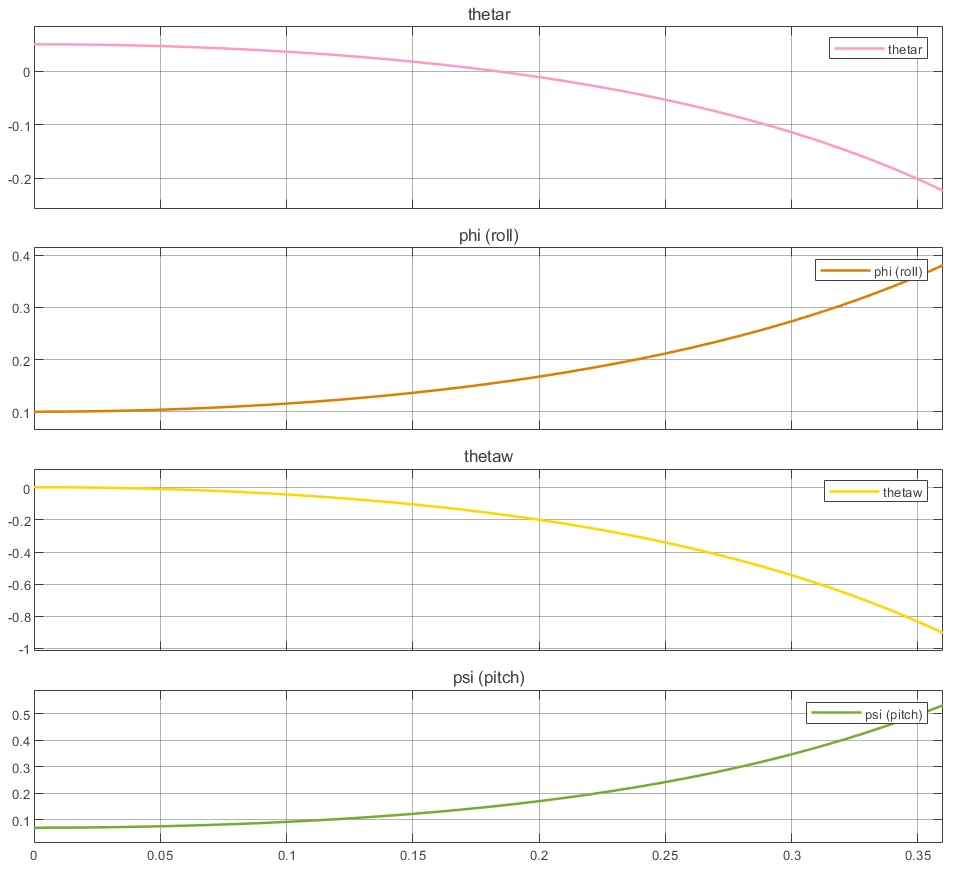 thetar
thetar
0
-0.1
-0.2
phi (roll)
0.4
phi (roll)
0.3
0.2
0.1
thetaw
0
thetaw
-0.2
-0.4
-0.6
-0.8
-1
psi (pitch)
psi (pitch)
0.5
0.4
0.3
0.2
0.1
0 0.05 0.1 0.15 0.2 0.25 0.3 0.35